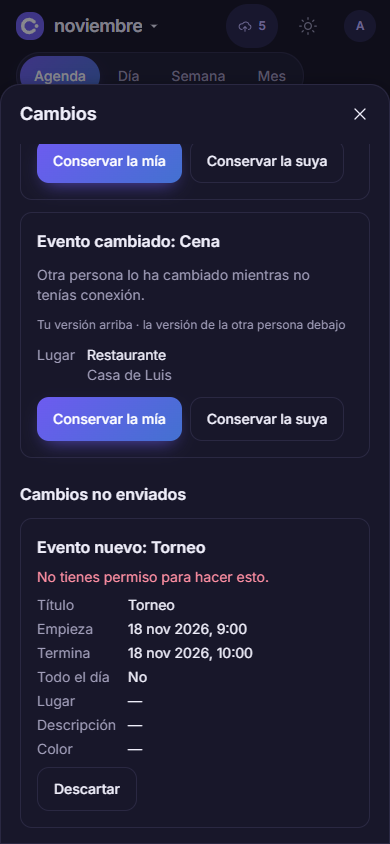 noviembre
5
A
Agenda
Día
Semana
Mes
Cambios
Conservar la mía
Conservar la suya
Evento cambiado: Cena
Otra persona lo ha cambiado mientras no
tenías conexión.
Tu versión arriba · la versión de la otra persona debajo
Lugar Restaurante
Casa de Luis
Conservar la mía
Conservar la suya
Cambios no enviados
Evento nuevo: Torneo
No tienes permiso para hacer esto.
Título Torneo
Empieza 18 nov 2026, 9:00
Termina 18 nov 2026, 10:00
Todo el día No
Lugar —
Descripción —
Color —
Descartar